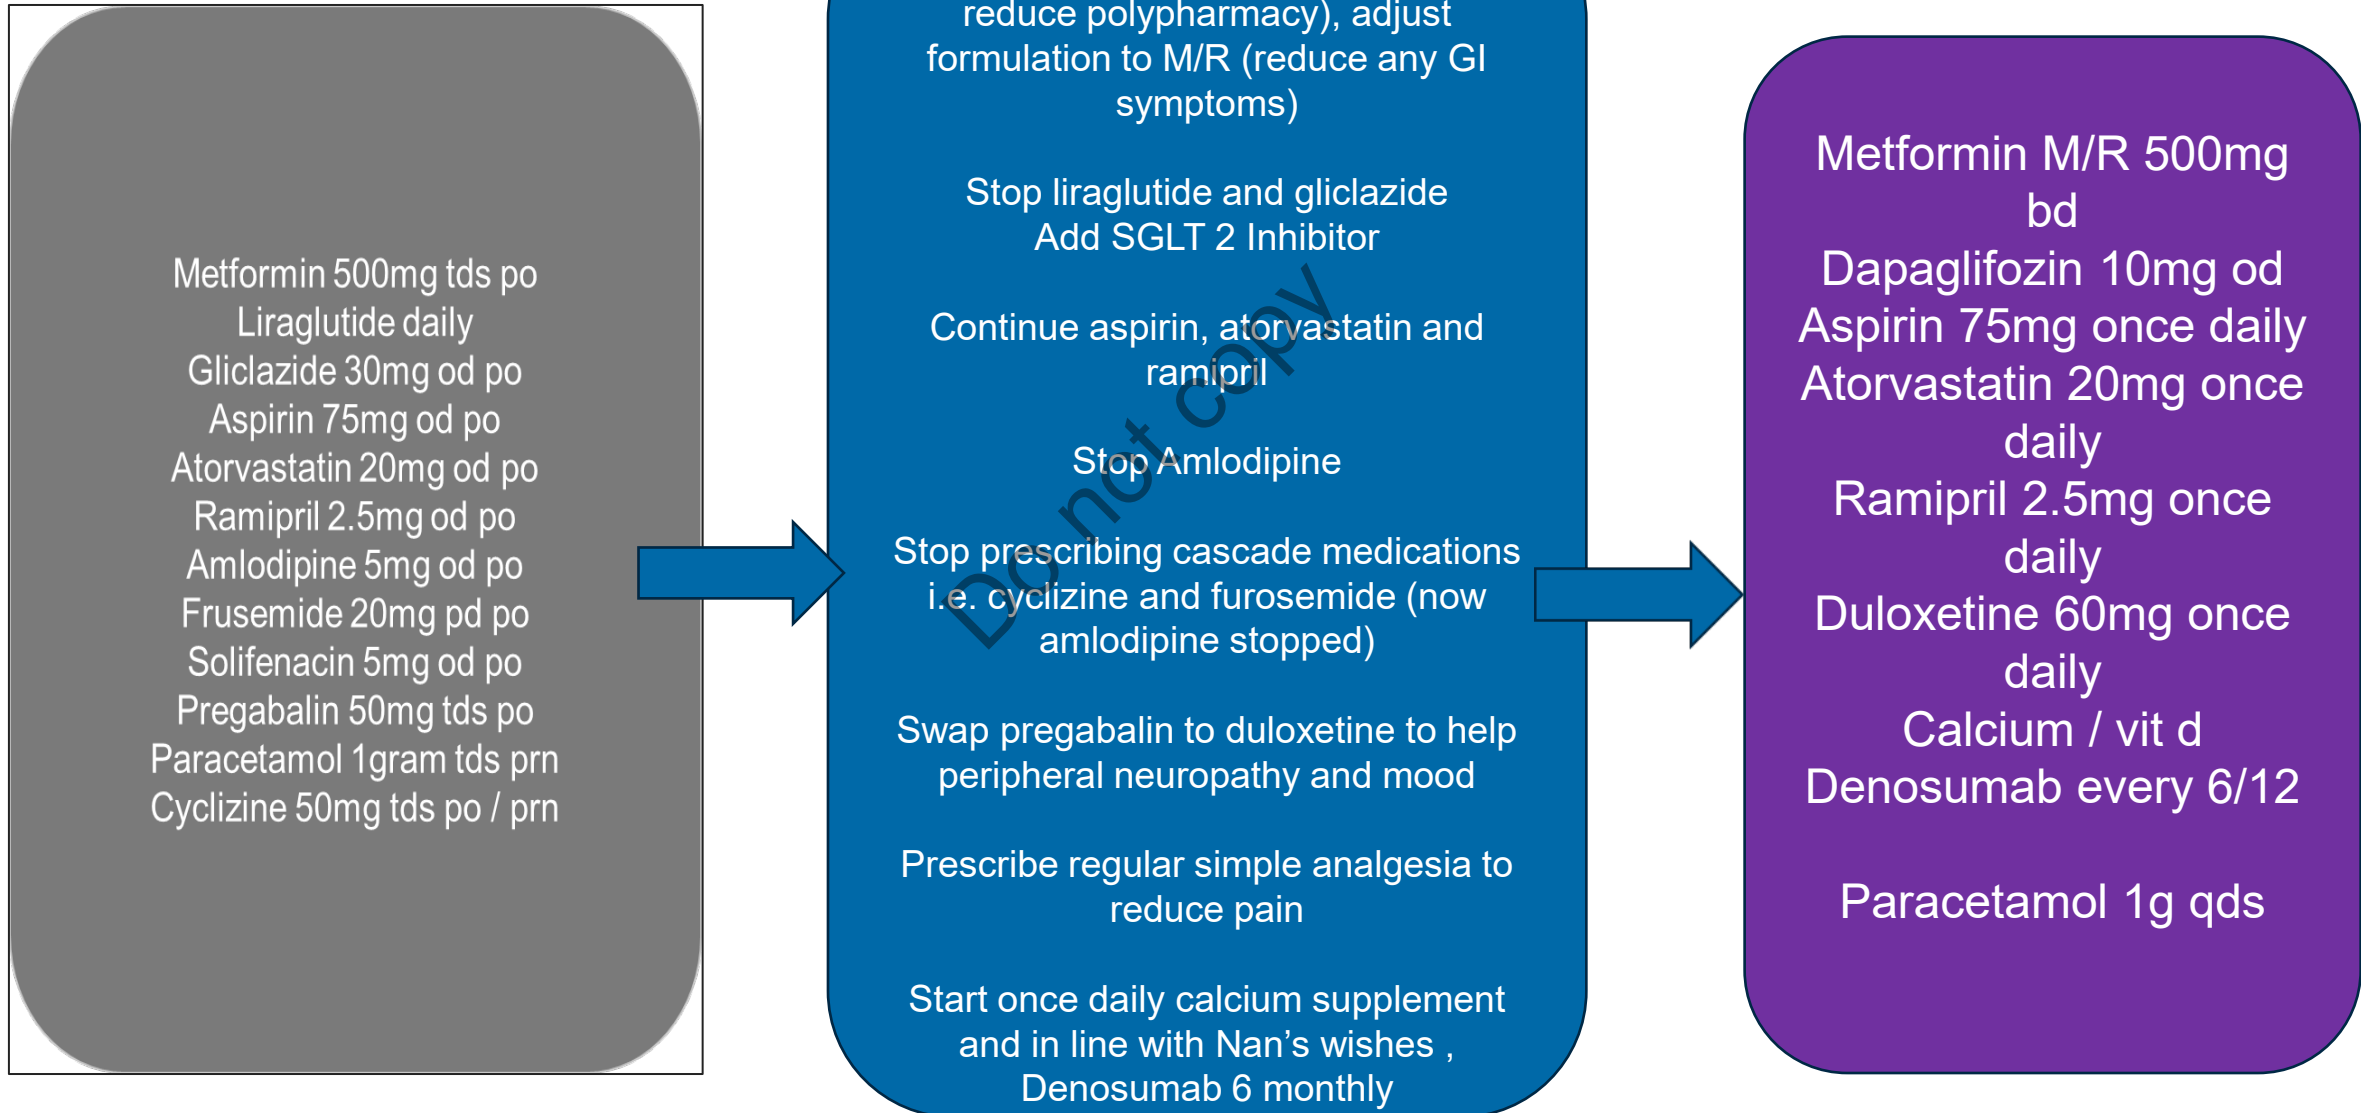 Metformin 500mg tds po
Liraglutide daily
Gliclazide 30mg od po
Aspirin 75mg od po
Atorvastatin 20mg od po
Ramipril 2.5mg od po
Amlodipine 5mg od po
Frusemide 20mg pd po
Solifenacin 5mg od po
Pregabalin 50mg tds po
Paracetamol 1gram tds prn
Cyclizine 50mg tds po / prn
reduce polypharmacy), adjust
formulation to M/R (reduce any GI
symptoms)
Stop liraglutide and gliclazide
Add SGLT 2 Inhibitor
Continue aspirin, atorvastatin and
ramipril
Stop Amlodipine
Stop prescribing cascade medications
i.e. cyclizine and furosemide (now
amlodipine stopped)
Swap pregabalin to duloxetine to help
peripheral neuropathy and mood
Prescribe regular simple analgesia to
reduce pain
Start once daily calcium supplement
and in line with Nan’s wishes ,
Denosumab 6 monthly
Do not copy
Metformin M/R 500mg
bd
Dapaglifozin 10mg od
Aspirin 75mg once daily
Atorvastatin 20mg once
daily
Ramipril 2.5mg once
daily
Duloxetine 60mg once
daily
Calcium / vit d
Denosumab every 6/12
Paracetamol 1g qds